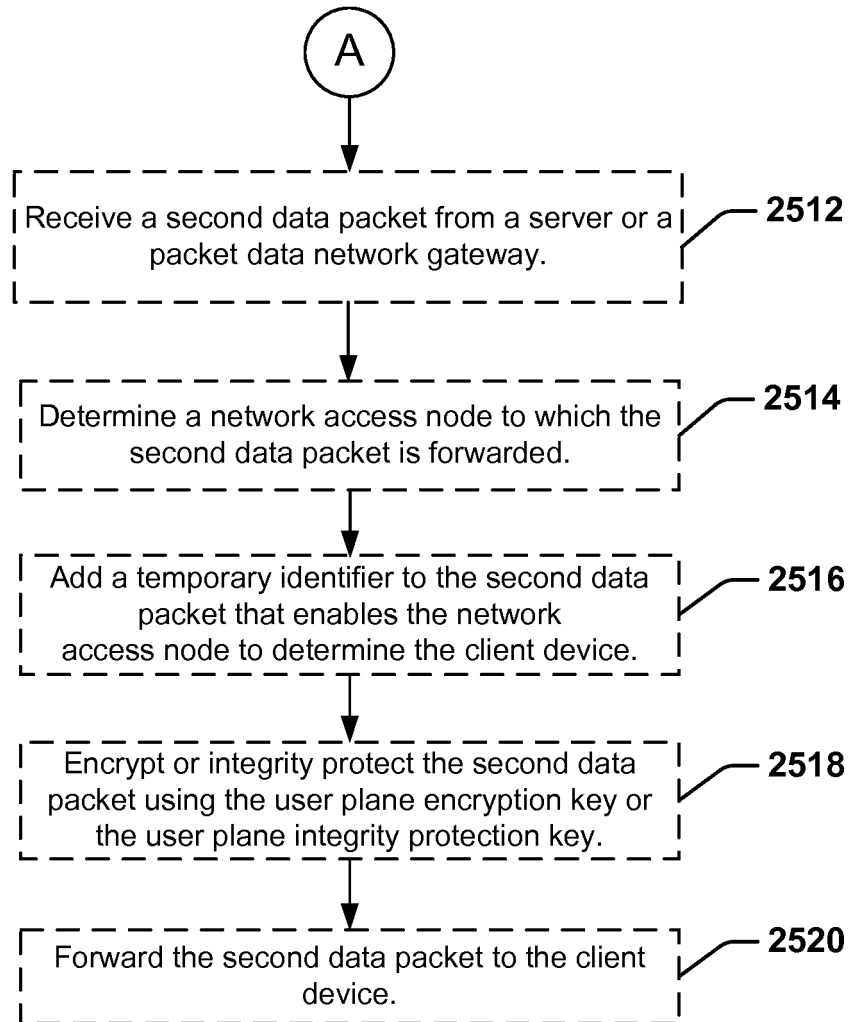 A
Receive a second data packet from a server or a
packet data network gateway.
2512
Determine a network access node to which the
second data packet is forwarded.
2514
Add a temporary identifier to the second data
packet that enables the network
access node to determine the client device.
2516
Encrypt or integrity protect the second data
packet using the user plane encryption key or
the user plane integrity protection key.
2518
Forward the second data packet to the client
device.
2520